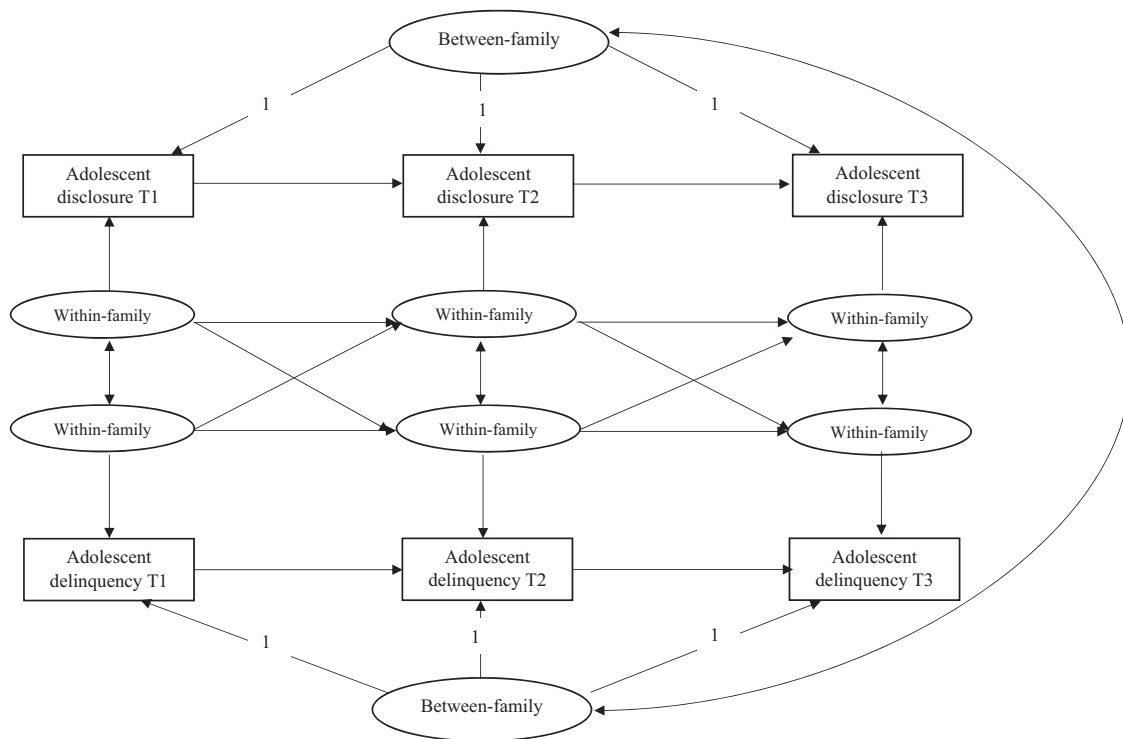 Between-family
1
1
1
Adolescent
disclosure T1
Adolescent
disclosure T2
Adolescent
disclosure T3
Within-family
Within-family
Within-family
Within-family
Within-family
Within-family
Adolescent
delinquency T1
Adolescent
delinquency T2
Adolescent
delinquency T3
1
1
1
Between-family